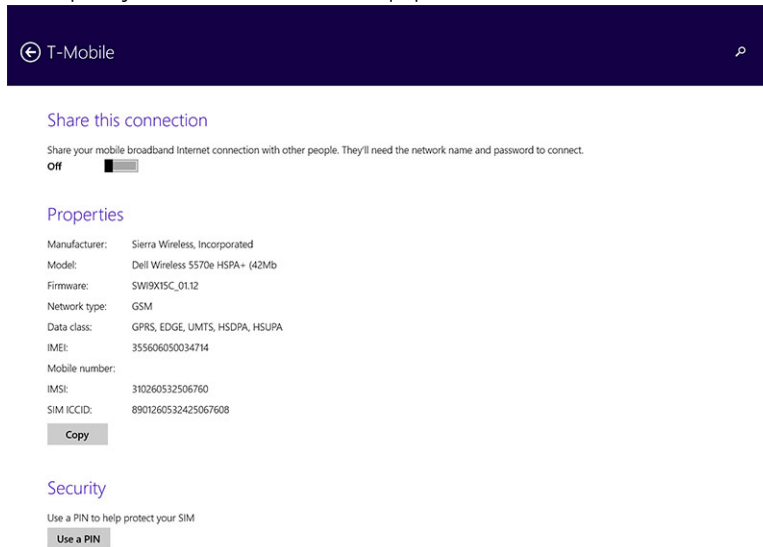 T-Mobile
Share this connection
Share your mobile broadband Internet connection with other people. They'll need the network name and password to connect.
Off
Properties
Manufacturer: Sierra Wireless, Incorporated
Model: Dell Wireless 5570e HSPA+ (42Mb
Firmware: SWI9X15C_01.12
Network type: GSM
Data class: GPRS, EDGE, UMTS, HSDPA, HSUPA
IMEI: 355606050034714
Mobile number:
IMSI: 310260532506760
SIM ICCID: 8901260532425067608
Copy
Security
Use a PIN to help protect your SIM
Use a PIN